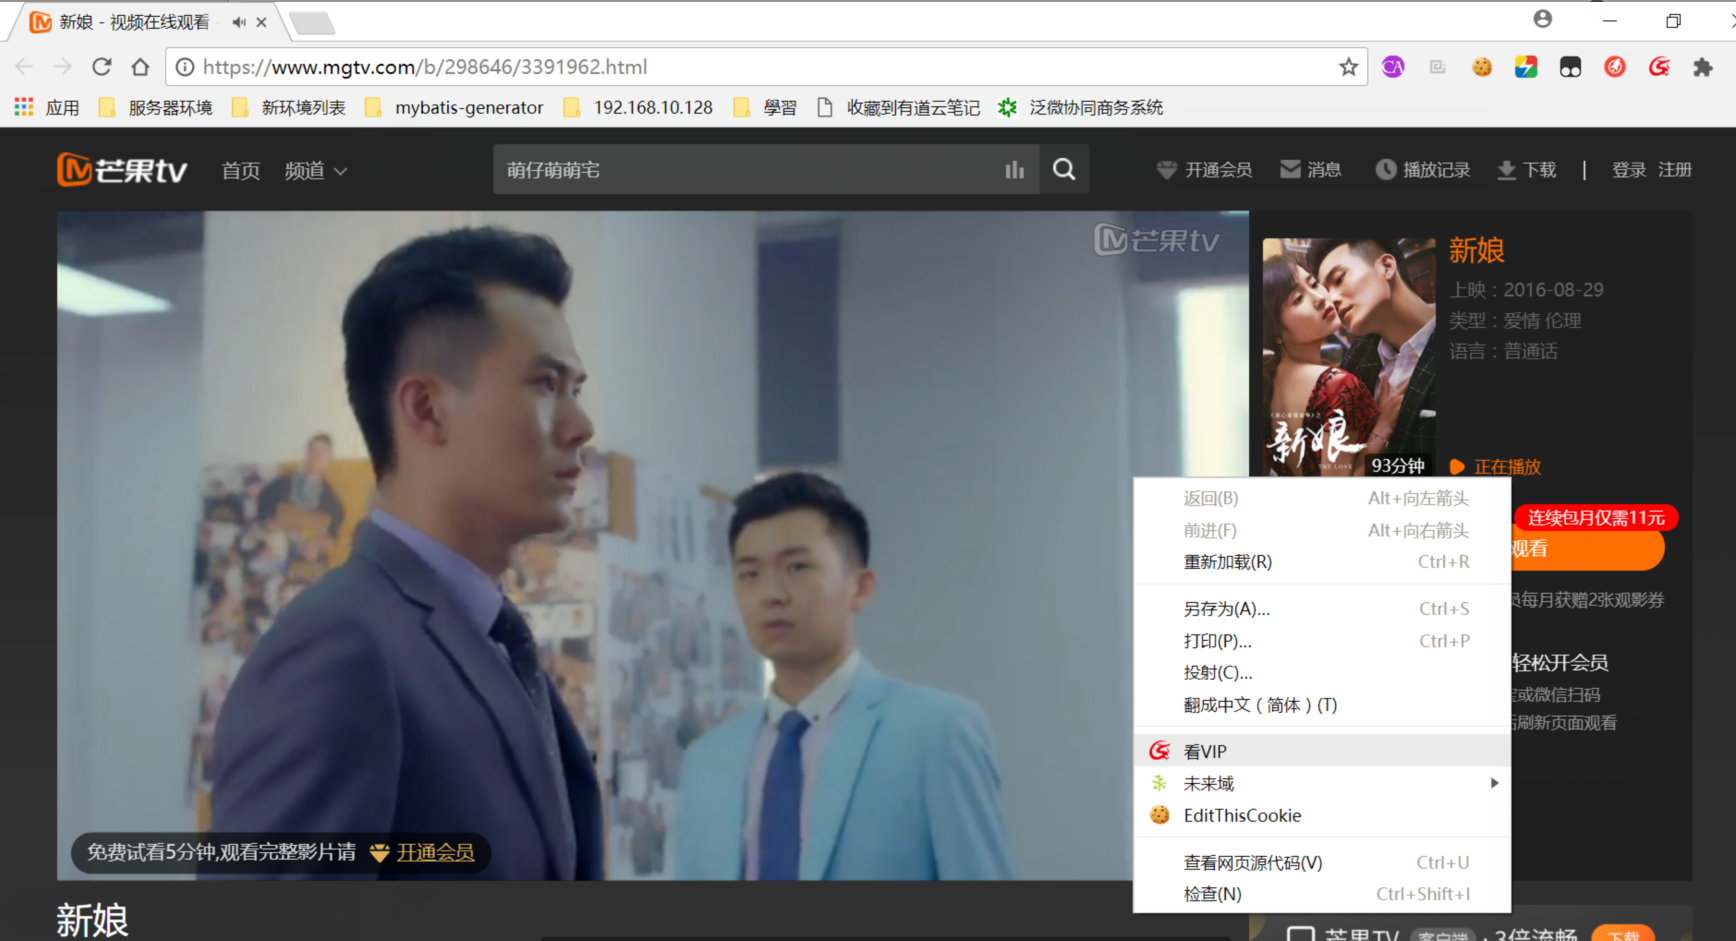 新娘 - 视频在线观看
https://www.mgtv.com/b/298646/3391962.html
应用 服务器环境 新环境列表 mybatis-generator 192.168.10.128 學習 收藏到有道云笔记 泛微协同商务系统
芒果tv 首页 频道 萌仔萌萌宅 开通会员 消息 播放记录 下载 | 登录 注册
芒果tv
新娘
上映：2016-08-29
类型：爱情 伦理
语言：普通话
新娘
THE LOVE
93分钟
正在播放
返回(B) Alt+向左箭头
前进(F) Alt+向右箭头
重新加载(R) Ctrl+R
另存为(A)... Ctrl+S
打印(P)... Ctrl+P
投射(C)...
翻成中文（简体）(T)
看VIP
未来域
EditThisCookie
查看网页源代码(V) Ctrl+U
检查(N) Ctrl+Shift+I
连续包月仅需11元
观看
员每月获赠2张观影券
轻松开会员
或微信扫码
后刷新页面观看
免费试看5分钟,观看完整影片请 开通会员
新娘
芒果TV 客户端 · 3倍流畅 下载